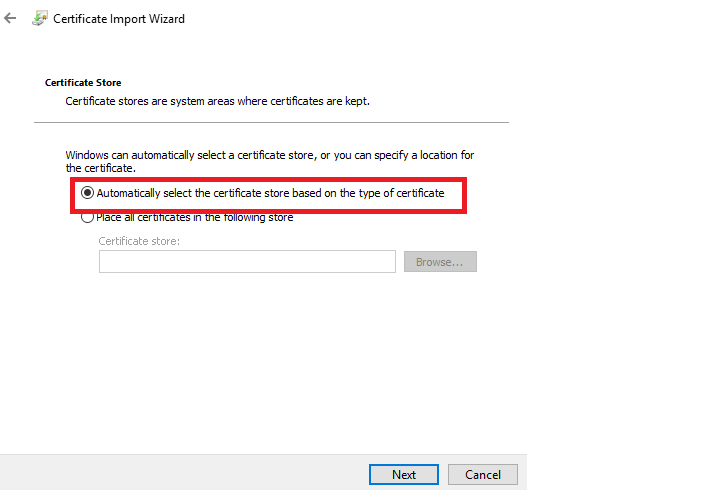 Certificate Import Wizard
Certificate Store
Certificate stores are system areas where certificates are kept.
Windows can automatically select a certificate store, or you can specify a location for
the certificate.
Automatically select the certificate store based on the type of certificate
Place all certificates in the following store
Certificate store:
Browse...
Next
Cancel